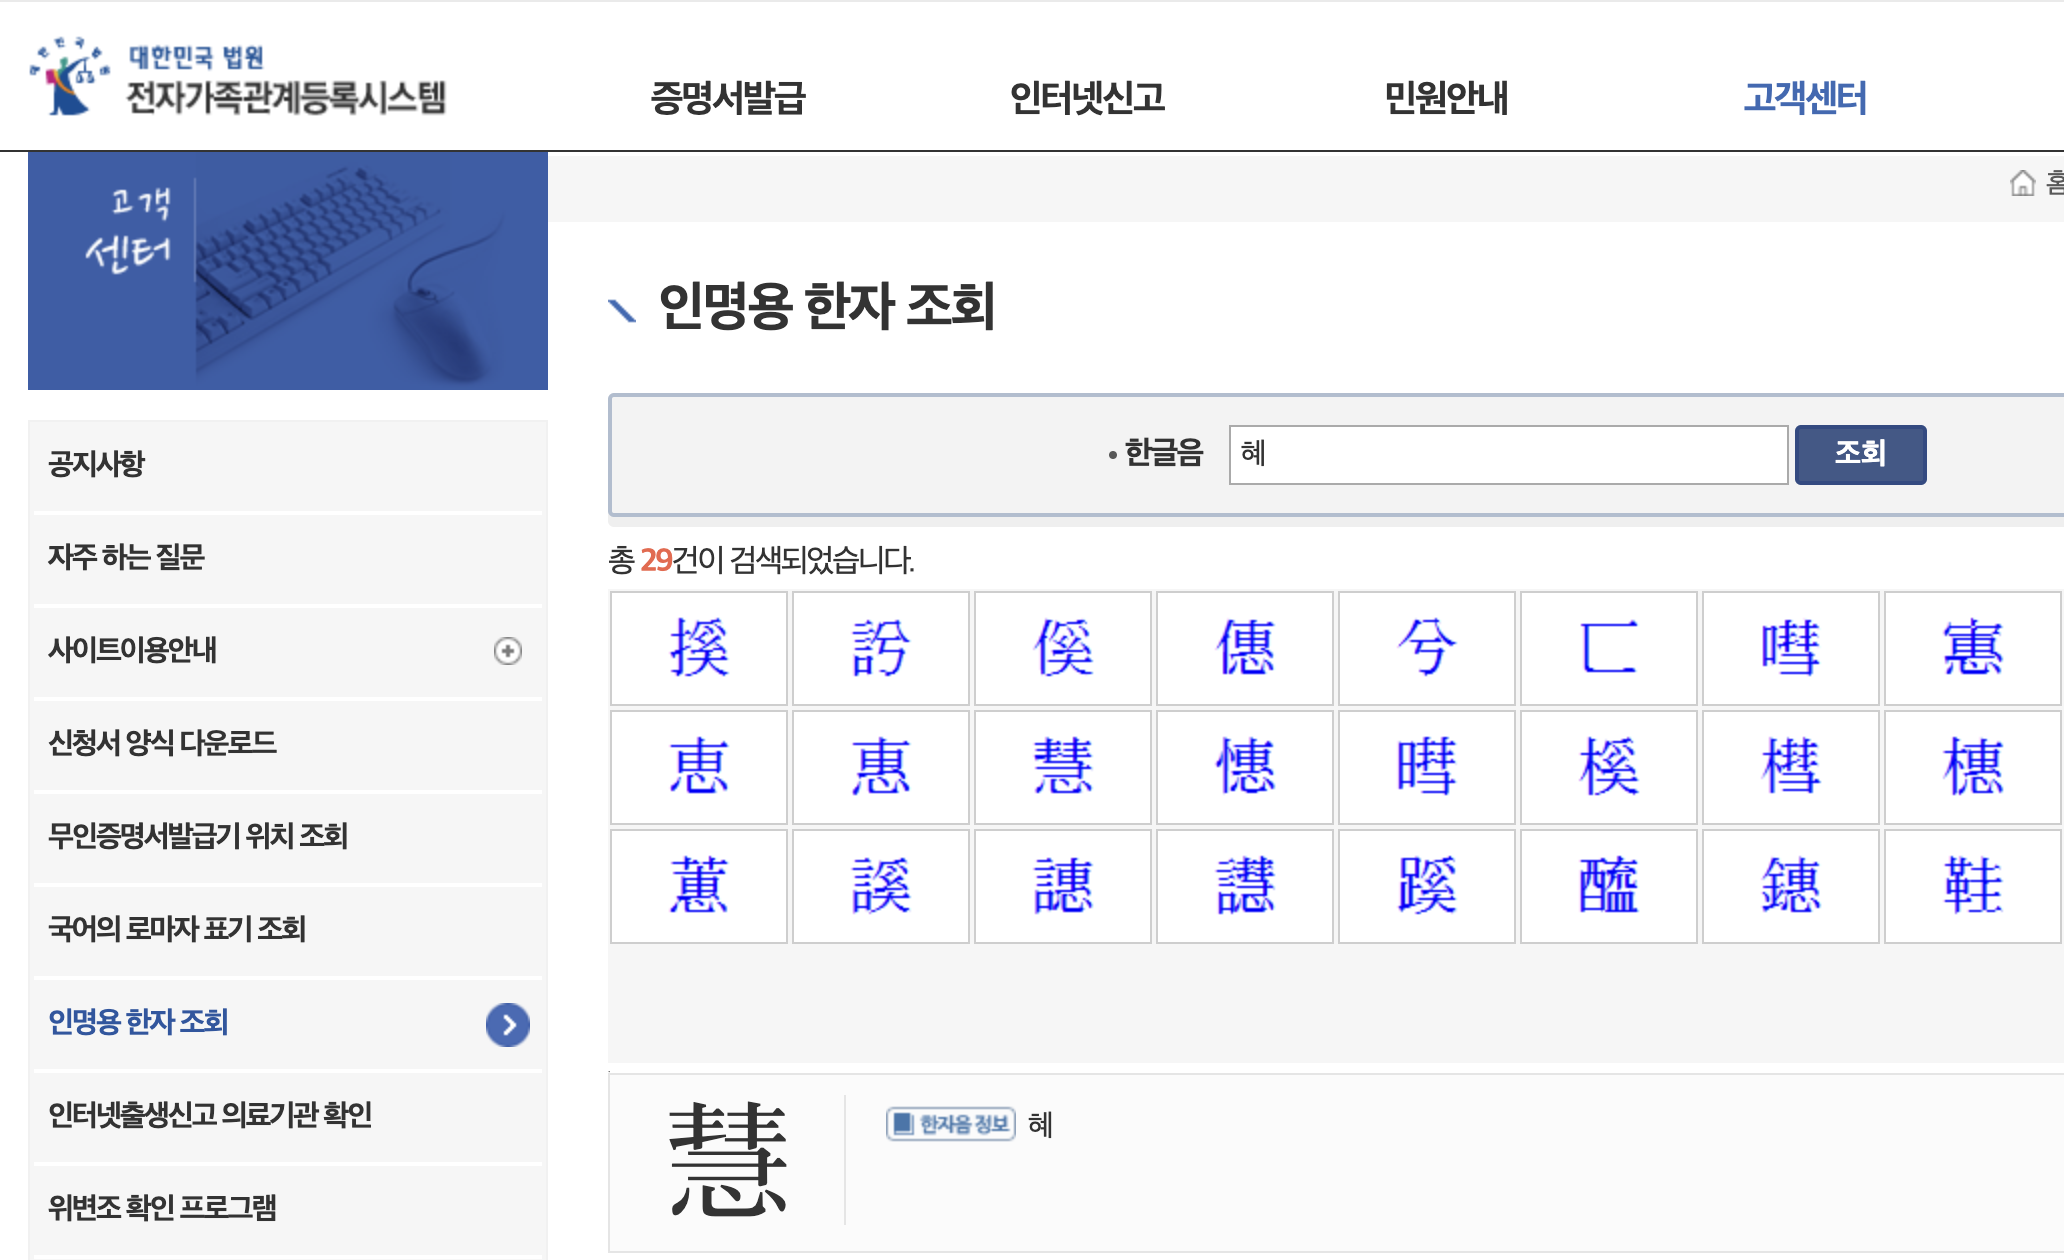 대한민국 법원
전자가족관계등록시스템
증명서발급
인터넷신고
민원안내
고객센터
고객
센터
홈
인명용 한자 조회
• 한글음 혜 조회
총 29건이 검색되었습니다.
㨙 訡 傒 僡 兮 匸 嘒 寭
恵 惠 慧 憓 暳 榽 槥 橞
蕙 謑 譓 譿 蹊 醯 鏸 鞋
공지사항
자주 하는 질문
사이트이용안내
신청서 양식 다운로드
무인증명서발급기 위치 조회
국어의 로마자 표기 조회
인명용 한자 조회
인터넷출생신고 의료기관 확인
위변조 확인 프로그램
慧
한자음 정보 혜